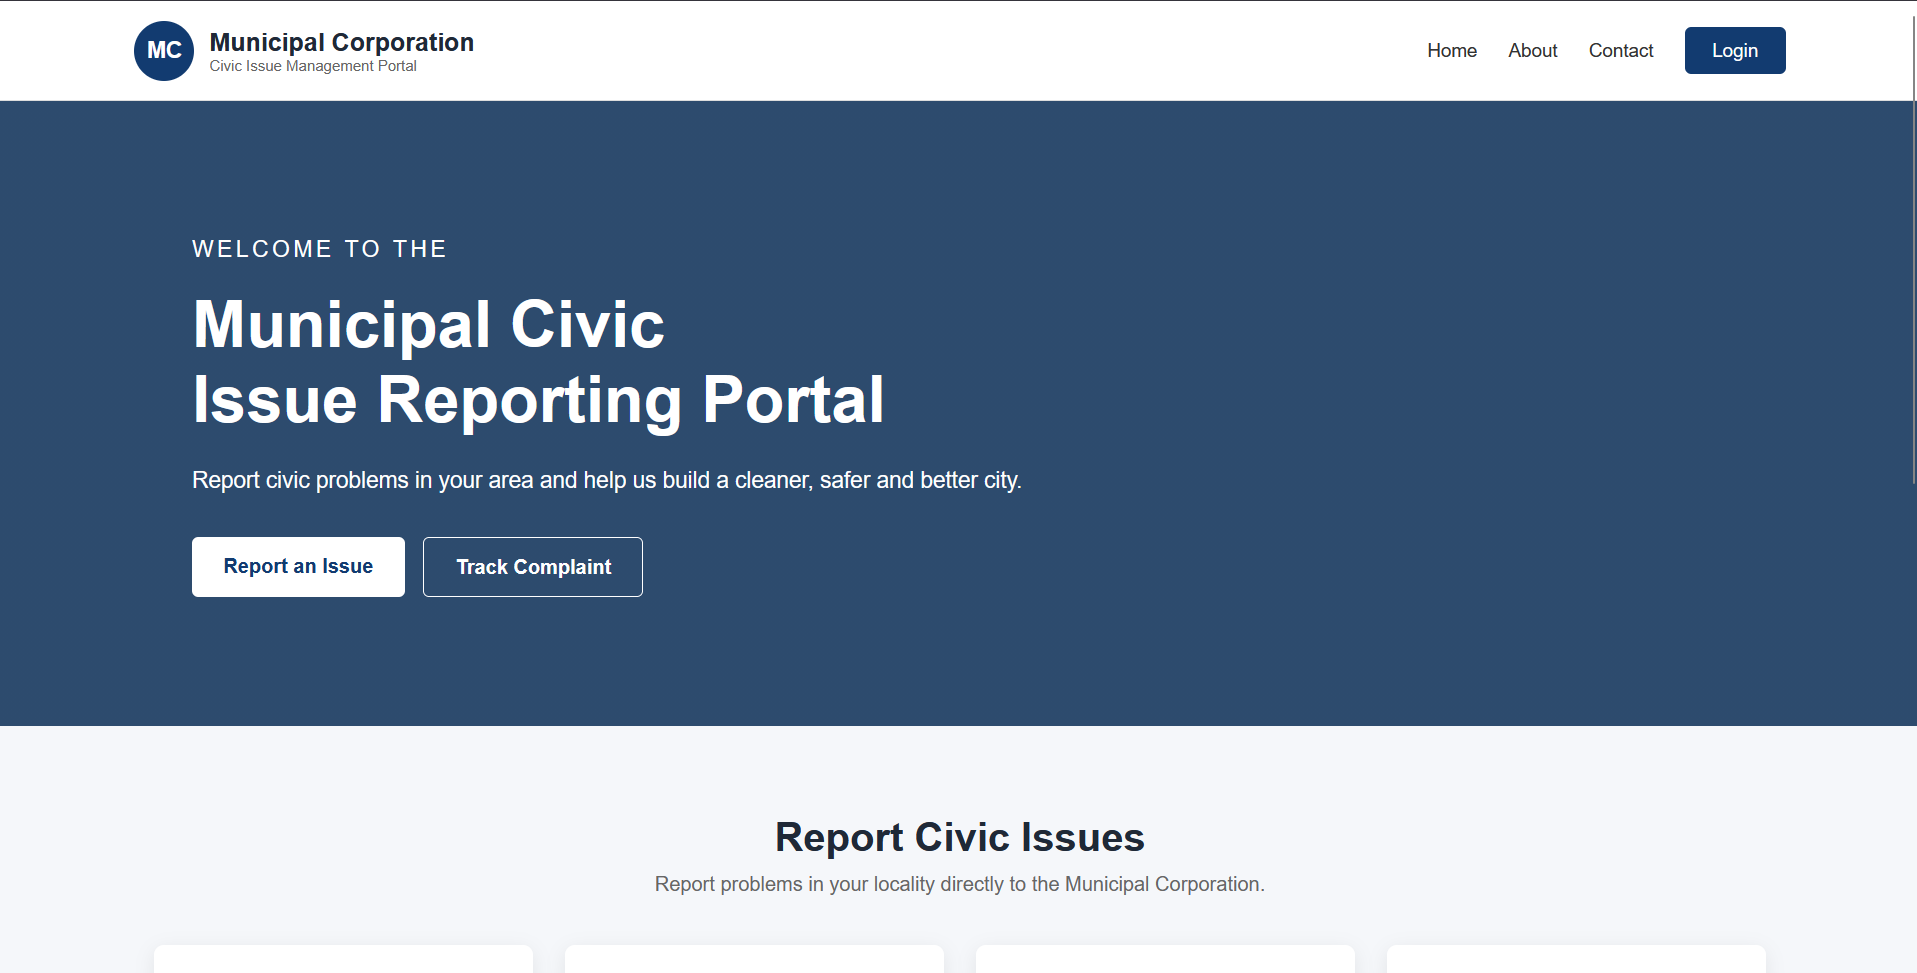 MC
Municipal Corporation
Civic Issue Management Portal
Home
About
Contact
Login
WELCOME TO THE
Municipal Civic
Issue Reporting Portal
Report civic problems in your area and help us build a cleaner, safer and better city.
Report an Issue
Track Complaint
Report Civic Issues
Report problems in your locality directly to the Municipal Corporation.